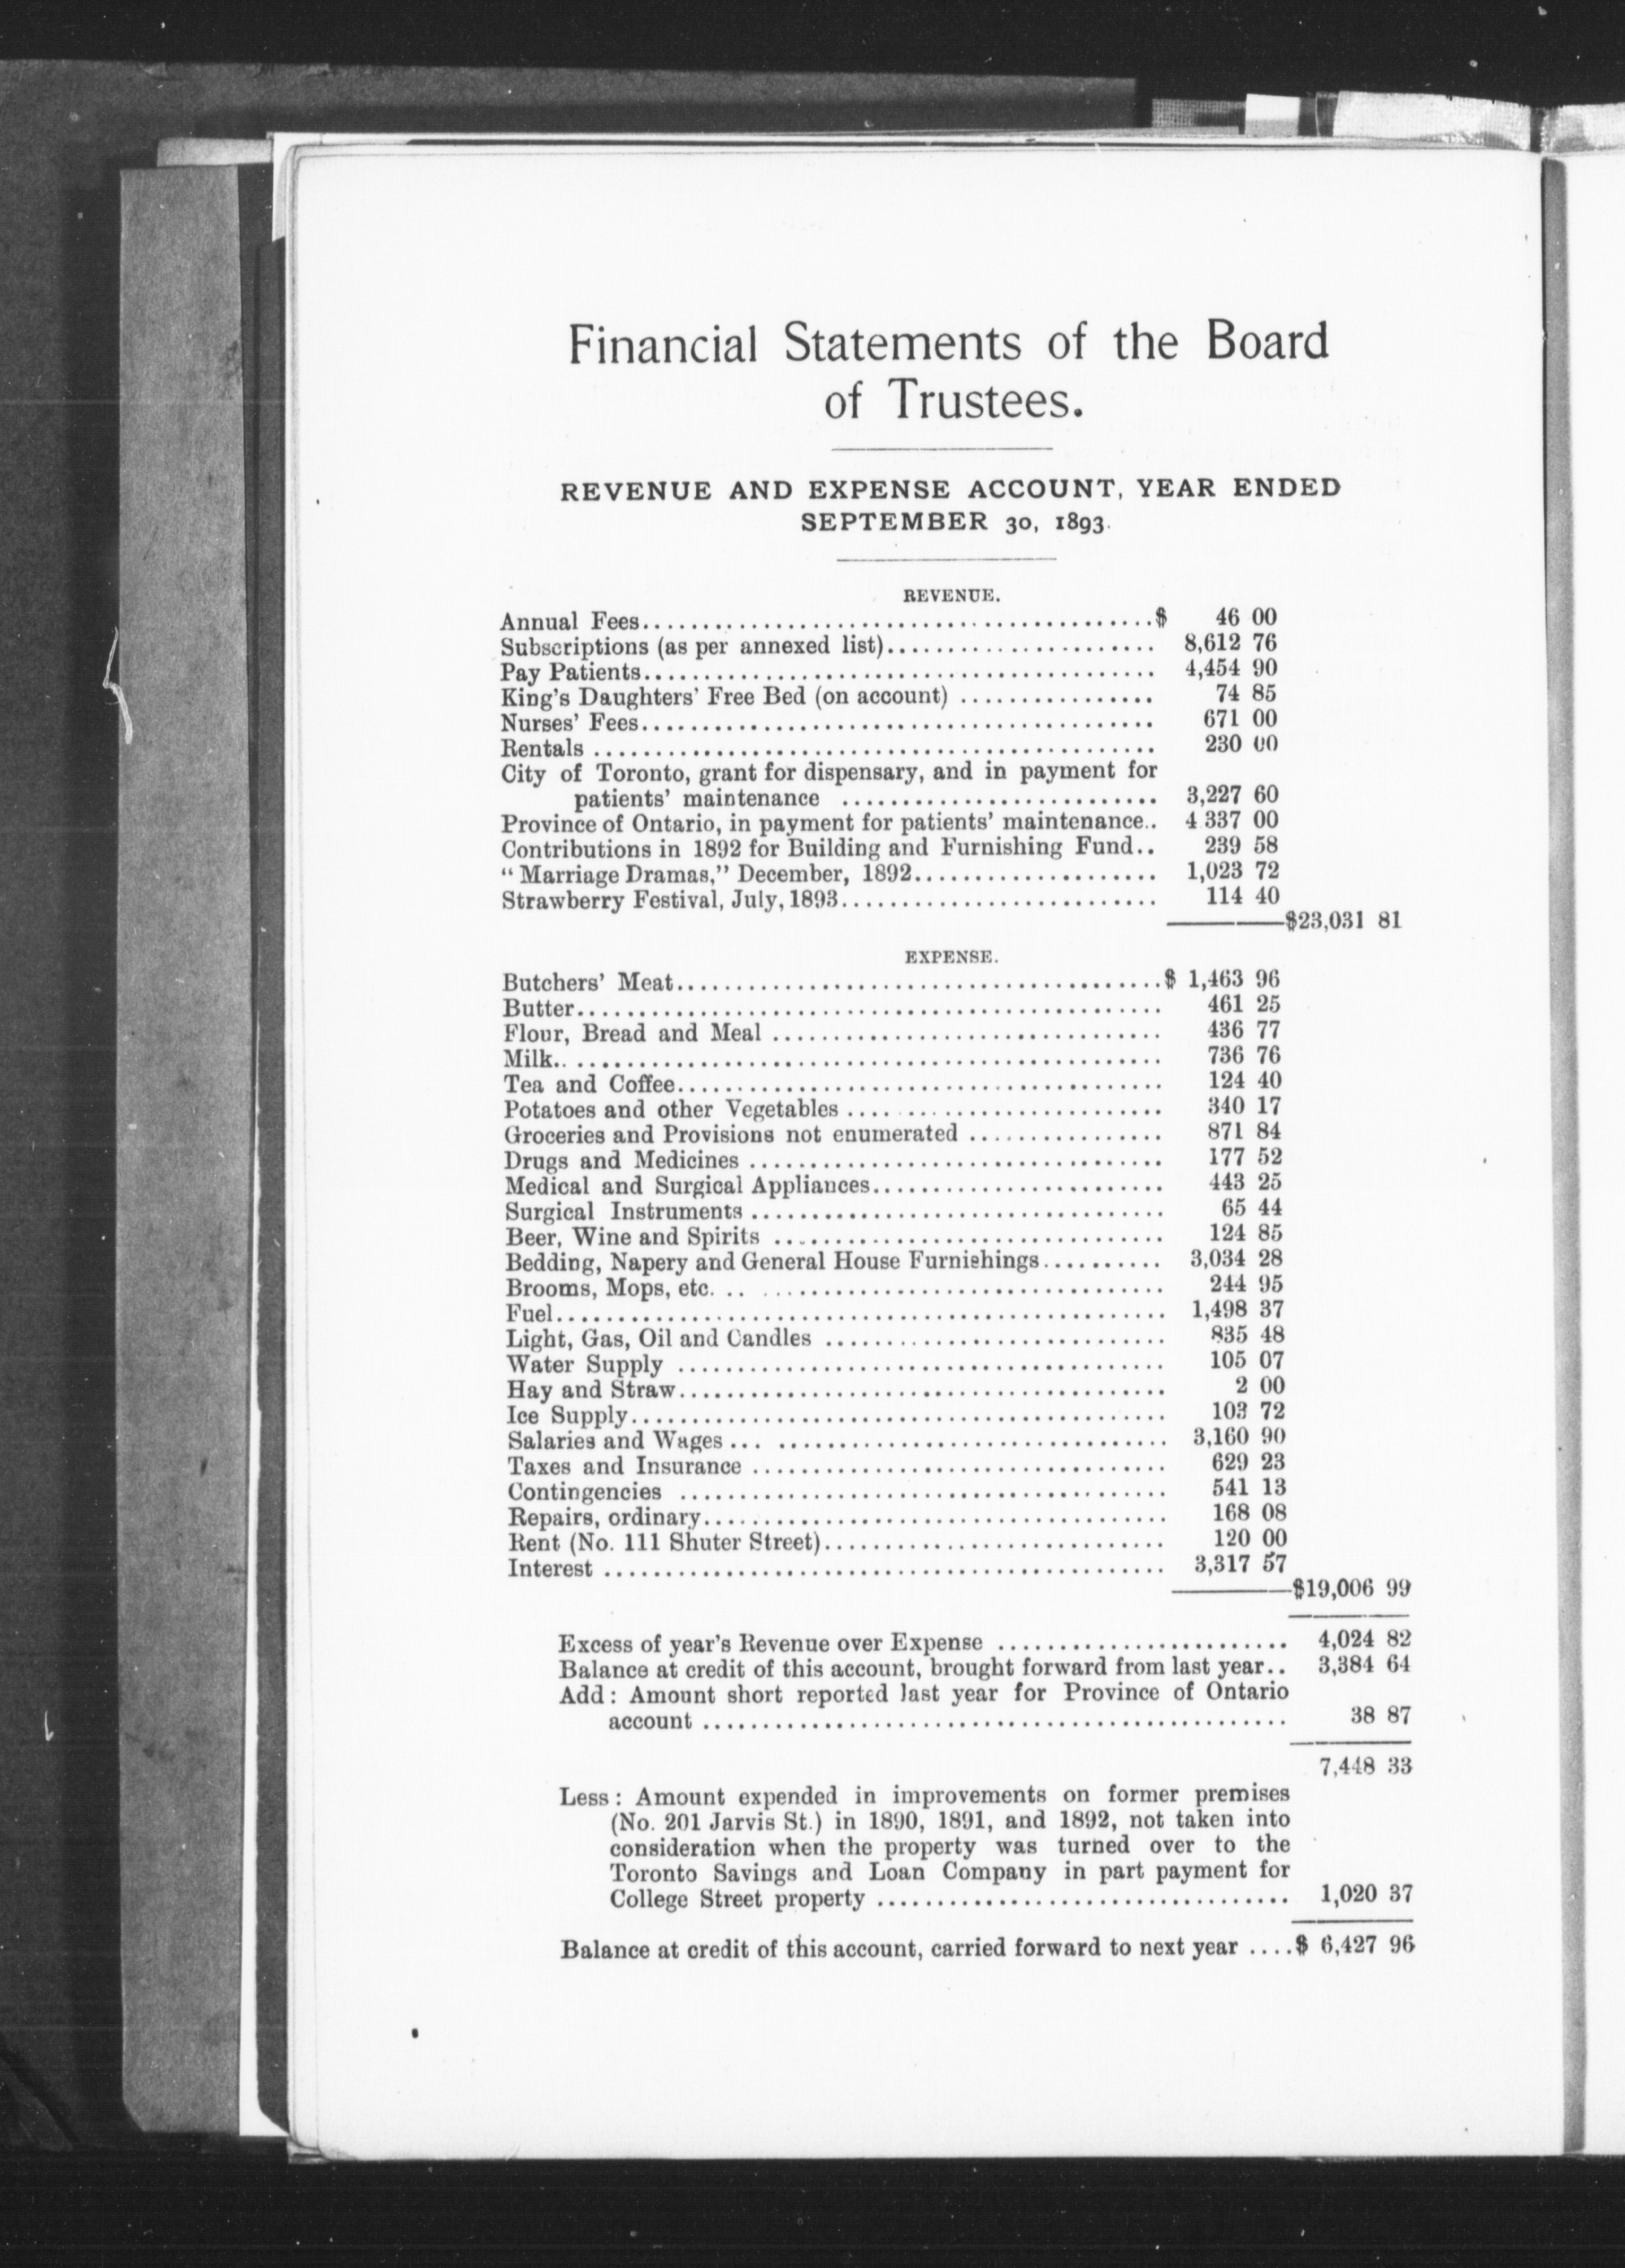 Financial Statements of the Board
of Trustees.
REVENUE AND EXPENSE ACCOUNT, YEAR ENDED
SEPTEMBER 30, 1893.
REVENUE.
Annual Fees............................................$ 46 00
Subscriptions (as per annexed list)...................... 8,612 76
Pay Patients............................................ 4,454 90
King's Daughters' Free Bed (on account) ................ 74 85
Nurses' Fees............................................ 671 00
Rentals ................................................ 230 00
City of Toronto, grant for dispensary, and in payment for
patients' maintenance .......................... 3,227 60
Province of Ontario, in payment for patients' maintenance.. 4 337 00
Contributions in 1892 for Building and Furnishing Fund.. 239 58
"Marriage Dramas," December, 1892.................... 1,023 72
Strawberry Festival, July, 1893.......................... 114 40
$23,031 81
EXPENSE.
Butchers' Meat.........................................$ 1,463 96
Butter................................................. 461 25
Flour, Bread and Meal ................................ 436 77
Milk.. ................................................. 736 76
Tea and Coffee......................................... 124 40
Potatoes and other Vegetables .......................... 340 17
Groceries and Provisions not enumerated ................ 871 84
Drugs and Medicines ................................... 177 52
Medical and Surgical Appliances........................ 443 25
Surgical Instruments ................................... 65 44
Beer, Wine and Spirits ................................. 124 85
Bedding, Napery and General House Furnishings.......... 3,034 28
Brooms, Mops, etc. .. .................................. 244 95
Fuel................................................... 1,498 37
Light, Gas, Oil and Candles ............................. 835 48
Water Supply ......................................... 105 07
Hay and Straw......................................... 2 00
Ice Supply............................................. 103 72
Salaries and Wages ... ................................. 3,160 90
Taxes and Insurance ................................... 629 23
Contingencies ......................................... 541 13
Repairs, ordinary....................................... 168 08
Rent (No. 111 Shuter Street)............................. 120 00
Interest ............................................... 3,317 57
$19,006 99
Excess of year's Revenue over Expense ........................ 4,024 82
Balance at credit of this account, brought forward from last year.. 3,384 64
Add: Amount short reported last year for Province of Ontario
account ................................................. 38 87
7,448 33
Less: Amount expended in improvements on former premises
(No. 201 Jarvis St.) in 1890, 1891, and 1892, not taken into
consideration when the property was turned over to the
Toronto Savings and Loan Company in part payment for
College Street property ................................... 1,020 37
Balance at credit of this account, carried forward to next year ....$ 6,427 96